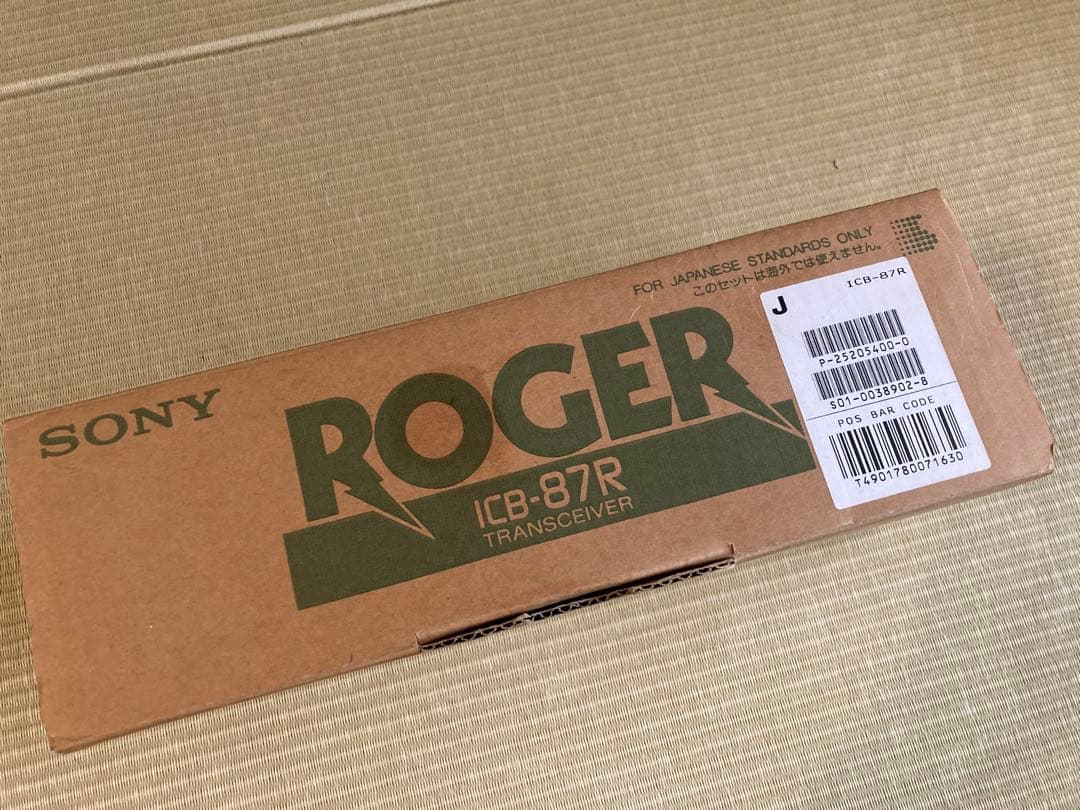 SONY
ROGER
ICB-87R
TRANSCEIVER
FOR JAPANESE STANDARDS ONLY
このセットは海外では使えません。
J
ICB-87R
P-25205400-0
S01-0038902-8
POS BAR CODE
T4901780071630